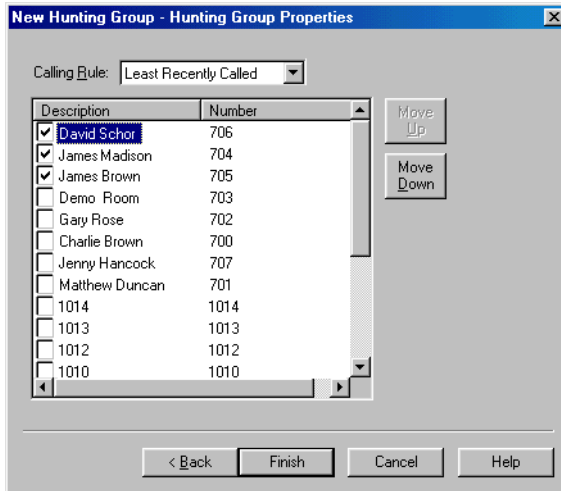 New Hunting Group - Hunting Group Properties
Calling Rule: Least Recently Called
Description Number
David Schor 706
James Madison 704
James Brown 705
Demo Room 703
Gary Rose 702
Charlie Brown 700
Jenny Hancock 707
Matthew Duncan 701
1014 1014
1013 1013
1012 1012
1010 1010
Move
Up
Move
Down
< Back Finish Cancel Help